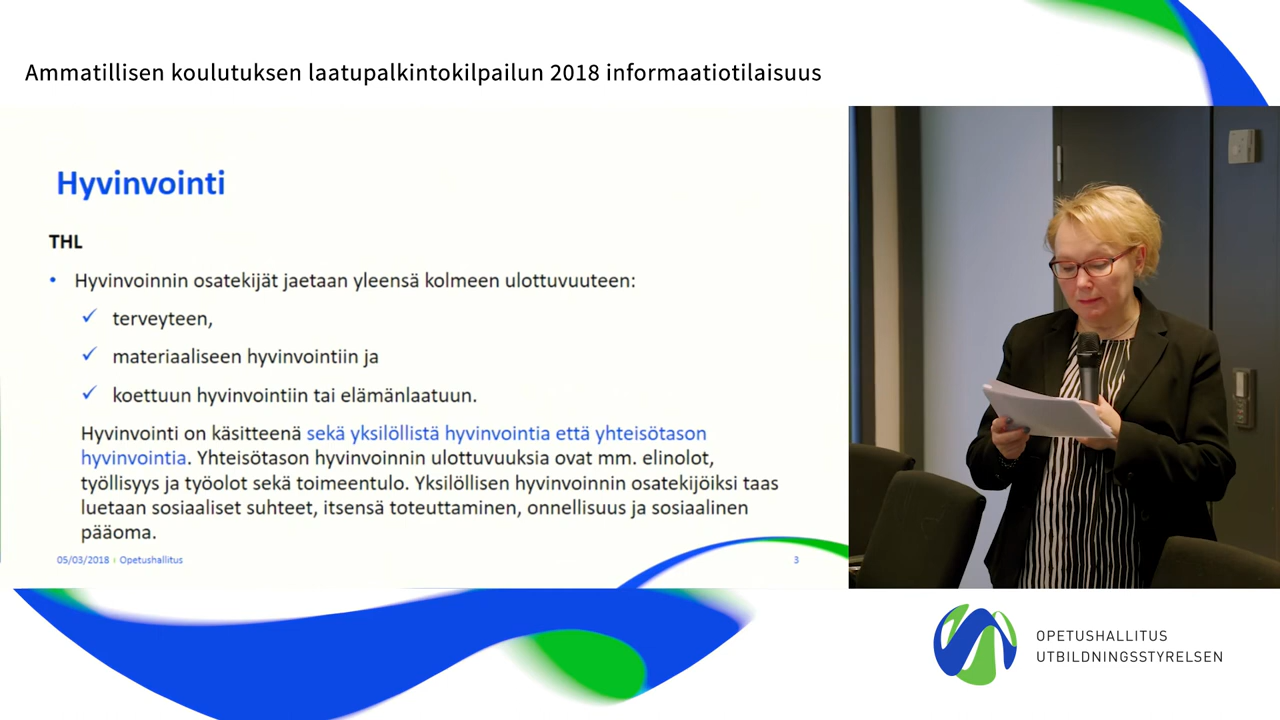 Ammatillisen koulutuksen laatupalkintokilpailun 2018 informaatiotilaisuus
Hyvinvointi
THL
• Hyvinvoinnin osatekijät jaetaan yleensä kolmeen ulottuvuuteen:
✓ terveyteen,
✓ materiaaliseen hyvinvointiin ja
✓ koettuun hyvinvointiin tai elämänlaatuun.
Hyvinvointi on käsitteenä sekä yksilöllistä hyvinvointia että yhteisötason
hyvinvointia. Yhteisötason hyvinvoinnin ulottuvuuksia ovat mm. elinolot,
työllisyys ja työolot sekä toimeentulo. Yksilöllisen hyvinvoinnin osatekijöiksi taas
luetaan sosiaaliset suhteet, itsensä toteuttaminen, onnellisuus ja sosiaalinen
pääoma.
05/03/2018 | Opetushallitus 3
OPETUSHALLITUS
UTBILDNINGSSTYRELSEN